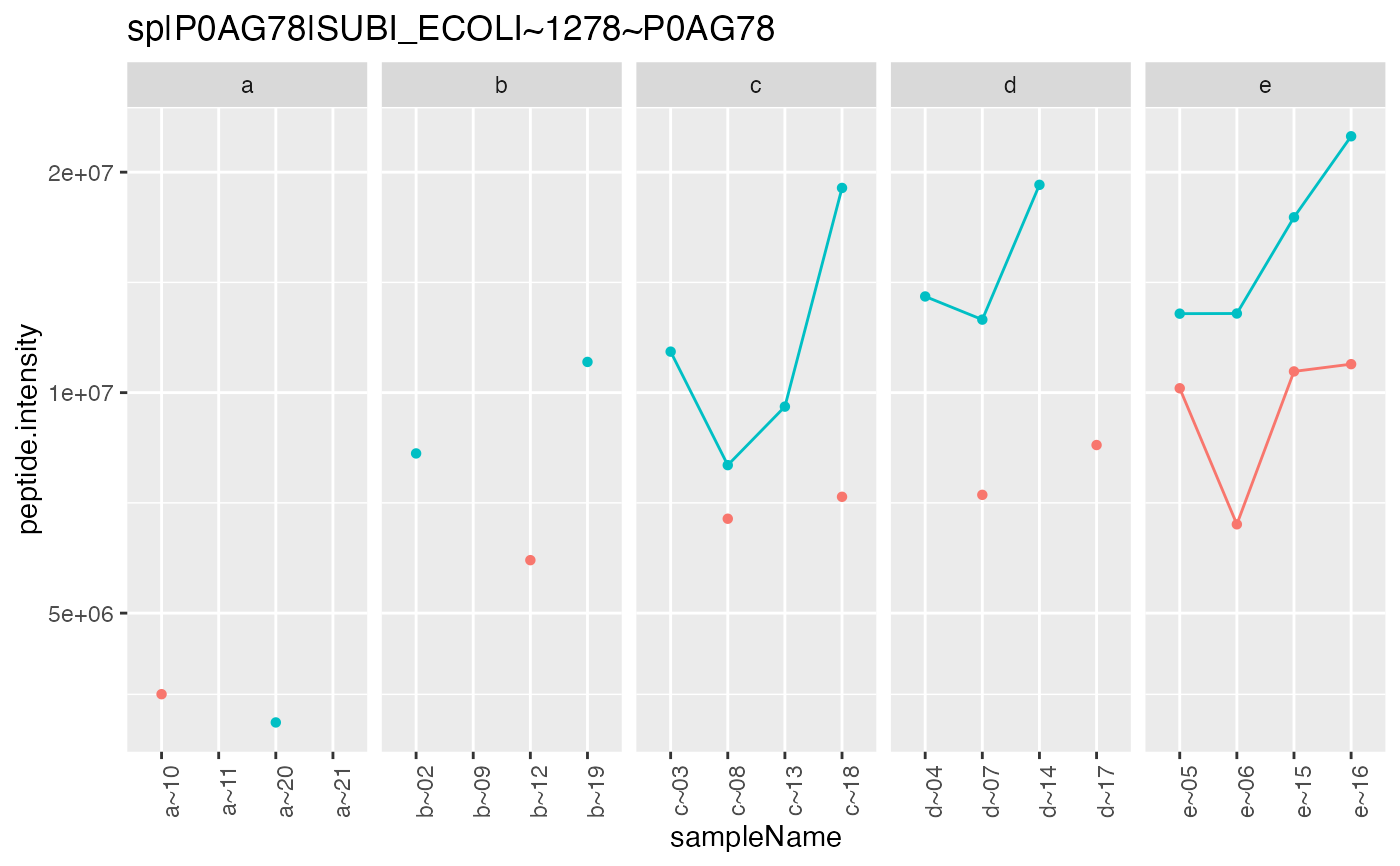 sp|P0AG78|SUBI_ECOLI~1278~P0AG78
a b c d e
2e+07
1e+07
5e+06
peptide.intensity
a~10 a~11 a~20 a~21 b~02 b~09 b~12 b~19 c~03 c~08 c~13 c~18 d~04 d~07 d~14 d~17 e~05 e~06 e~15 e~16
sampleName